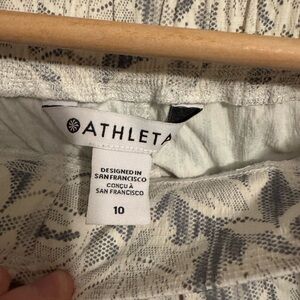 ATHLETA
DESIGNED IN
SAN FRANCISCO
CONÇU À
SAN FRANCISCO
10